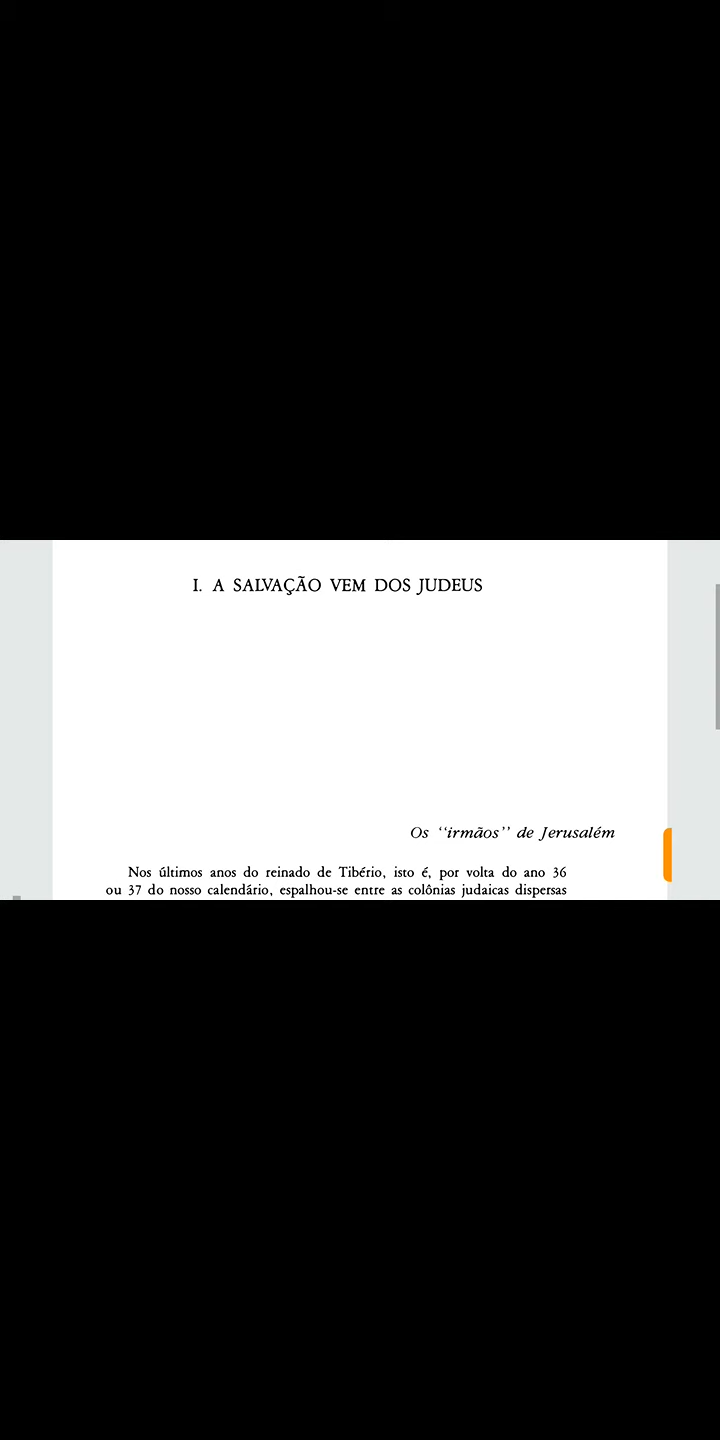 I. A SALVAÇÃO VEM DOS JUDEUS
Os ‘‘irmãos’’ de Jerusalém
Nos últimos anos do reinado de Tibério, isto é, por volta do ano 36
ou 37 do nosso calendário, espalhou-se entre as colônias judaicas dispersas